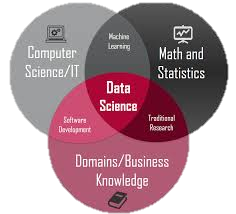 Machine
Learning
Computer
Science/IT
Math and
Statistics
Data
Science
Software
Development
Traditional
Research
Domains/Business
Knowledge